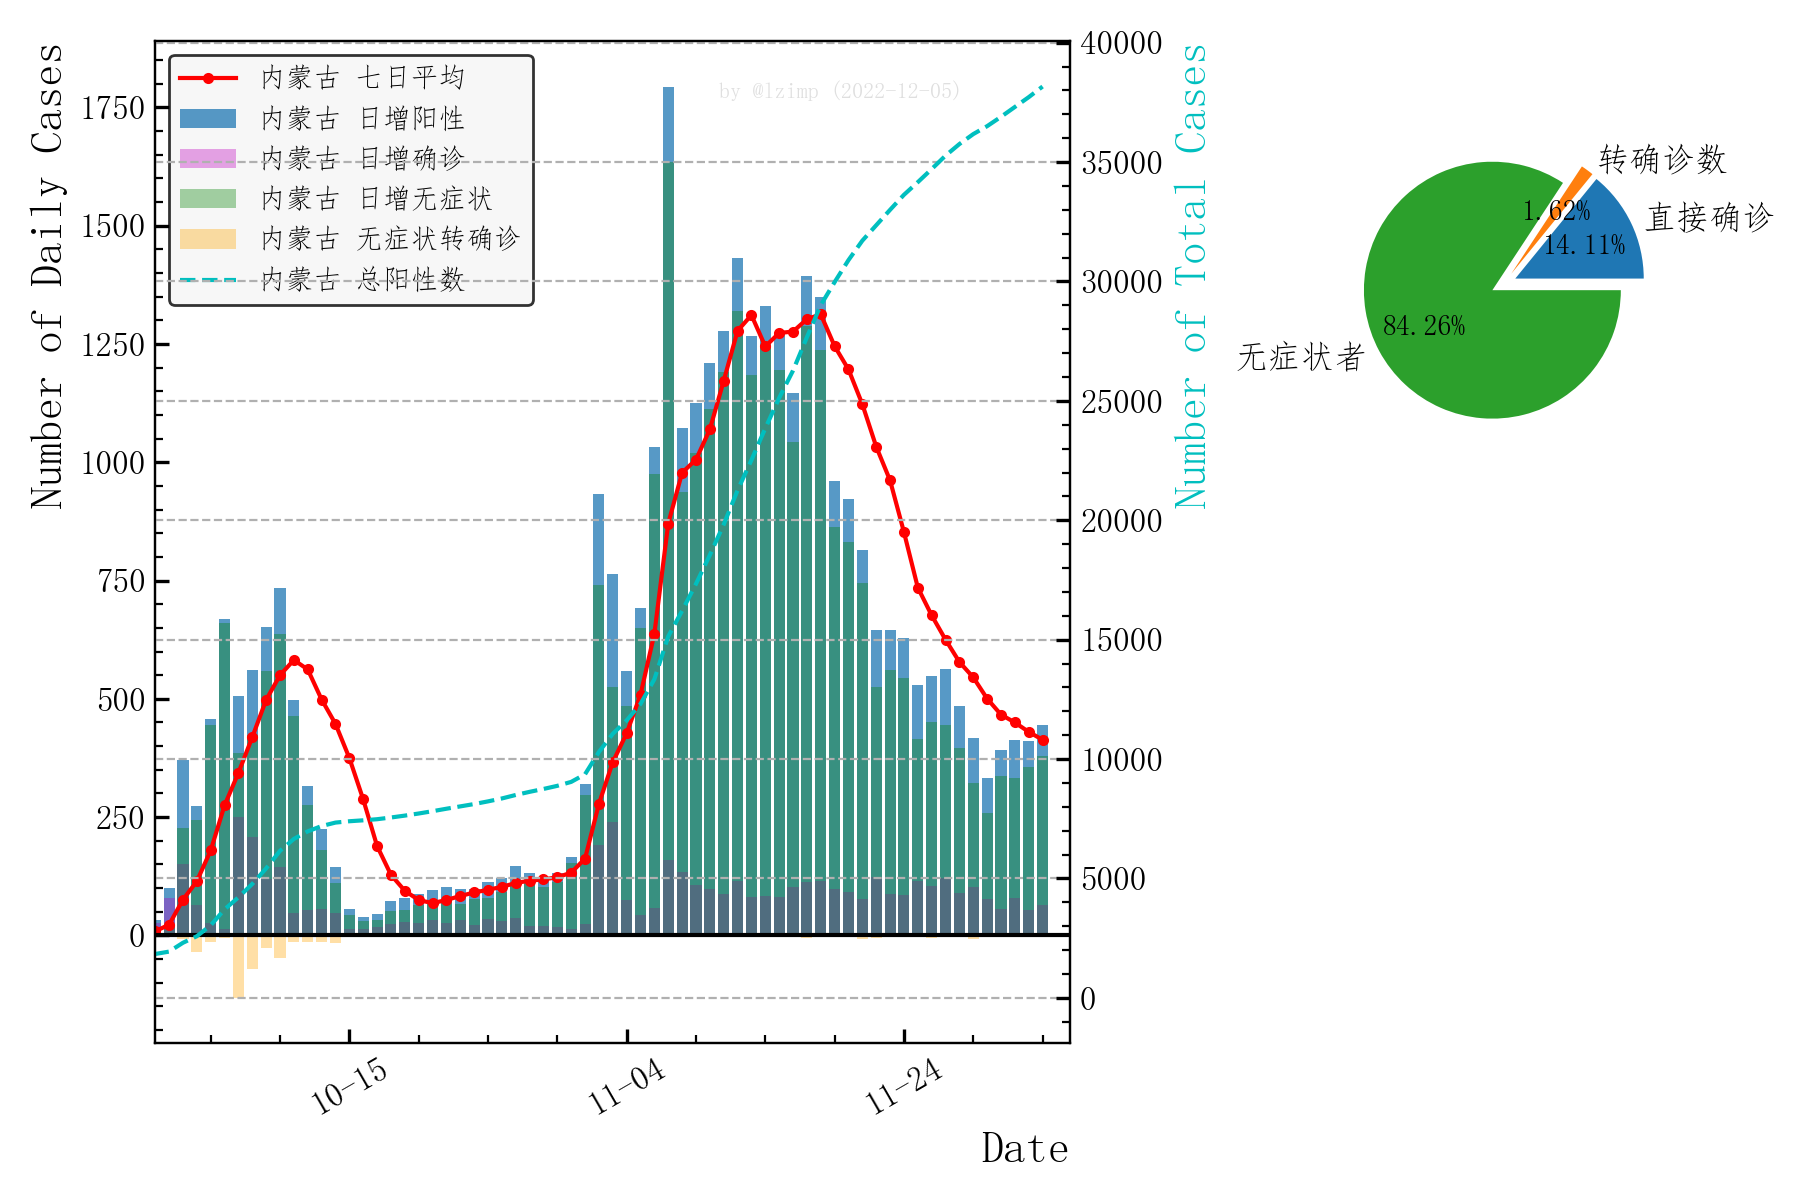 内蒙古 七日平均
内蒙古 日增阳性
内蒙古 日增确诊
内蒙古 日增无症状
内蒙古 无症状转确诊
内蒙古 总阳性数
by @lzimp (2022-12-05)
Number of Daily Cases
1750
1500
1250
1000
750
500
250
0
40000
35000
30000
25000
20000
15000
10000
5000
0
Number of Total Cases
10-15
11-04
11-24
Date
转确诊数
1.62%
直接确诊
14.11%
84.26%
无症状者